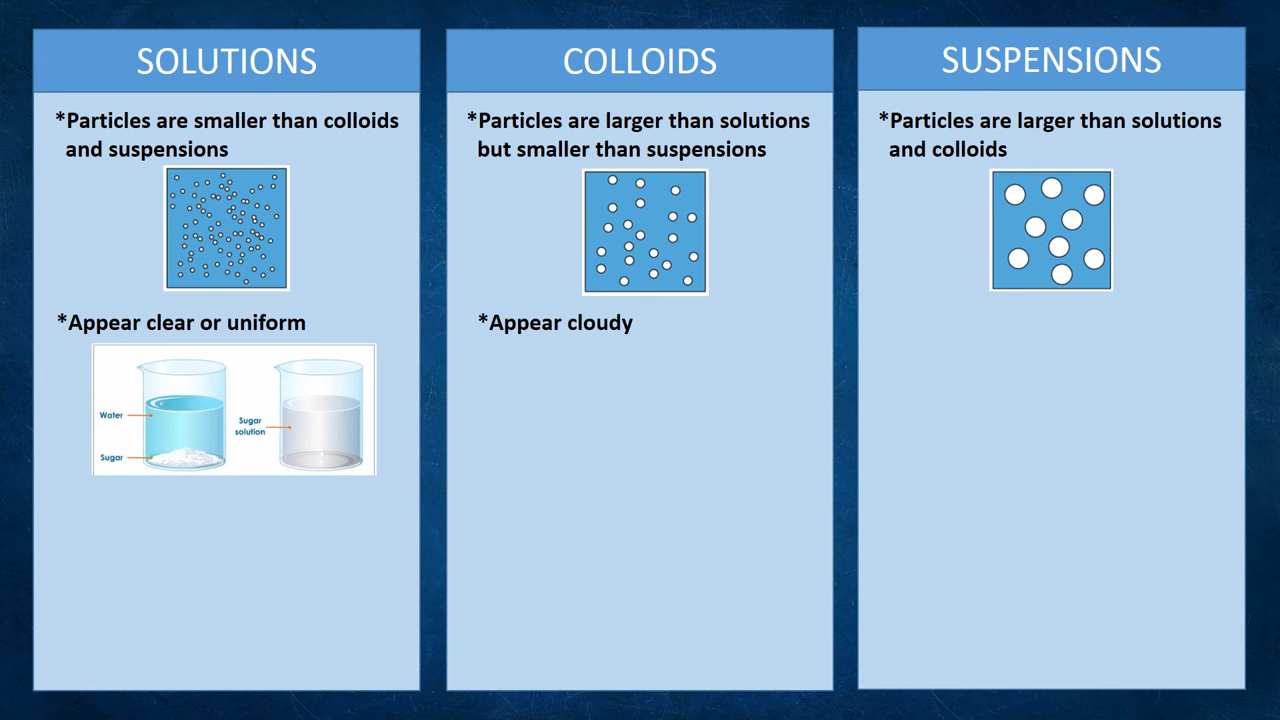 SOLUTIONS
*Particles are smaller than colloids
and suspensions
*Appear clear or uniform
Water
Sugar
Sugar
solution
COLLOIDS
*Particles are larger than solutions
but smaller than suspensions
*Appear cloudy
SUSPENSIONS
*Particles are larger than solutions
and colloids